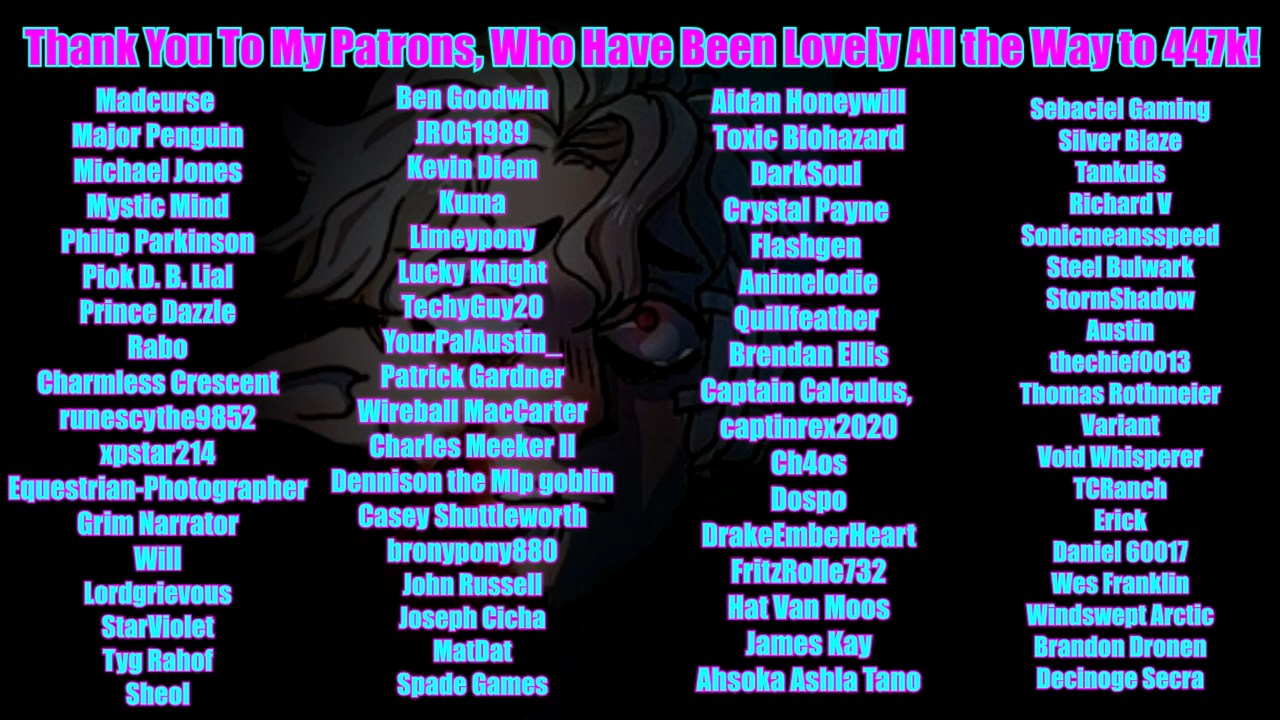 Thank You To My Patrons, Who Have Been Lovely All the Way to 447k!
Madcurse
Major Penguin
Michael Jones
Mystic Mind
Philip Parkinson
Piok D. B. Lial
Prince Dazzle
Rabo
Charmless Crescent
runescythe9852
xpstar214
Equestrian-Photographer
Grim Narrator
Will
Lordgrievous
StarViolet
Tyg Rahof
Sheol
Ben Goodwin
JROG1989
Kevin Diem
Kuma
Limeypony
Lucky Knight
TechyGuy20
YourPalAustin_
Patrick Gardner
Wireball MacCarter
Charles Meeker II
Dennison the Mlp goblin
Casey Shuttleworth
bronypony880
John Russell
Joseph Cicha
MatDat
Spade Games
Aidan Honeywill
Toxic Biohazard
DarkSoul
Crystal Payne
Flashgen
Animelodie
Quillfeather
Brendan Ellis
Captain Calculus,
captinrex2020
Ch4os
Dospo
DrakeEmberHeart
FritzRolle732
Hat Van Moos
James Kay
Ahsoka Ashla Tano
Sebaciel Gaming
Silver Blaze
Tankulis
Richard V
Sonicmeansspeed
Steel Bulwark
StormShadow
Austin
thechief0013
Thomas Rothmeier
Variant
Void Whisperer
TCRanch
Erick
Daniel 60017
Wes Franklin
Windswept Arctic
Brandon Dronen
Decinoge Secra